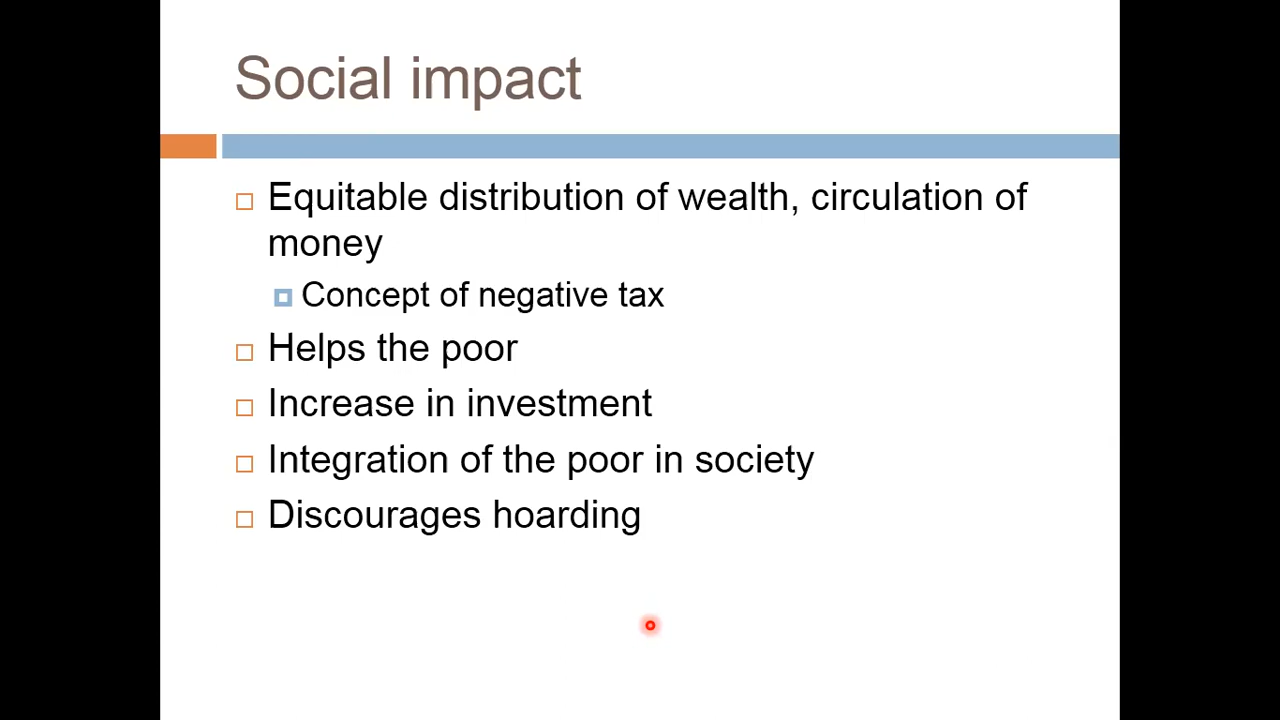 Social impact
Equitable distribution of wealth, circulation of
money
Concept of negative tax
Helps the poor
Increase in investment
Integration of the poor in society
Discourages hoarding